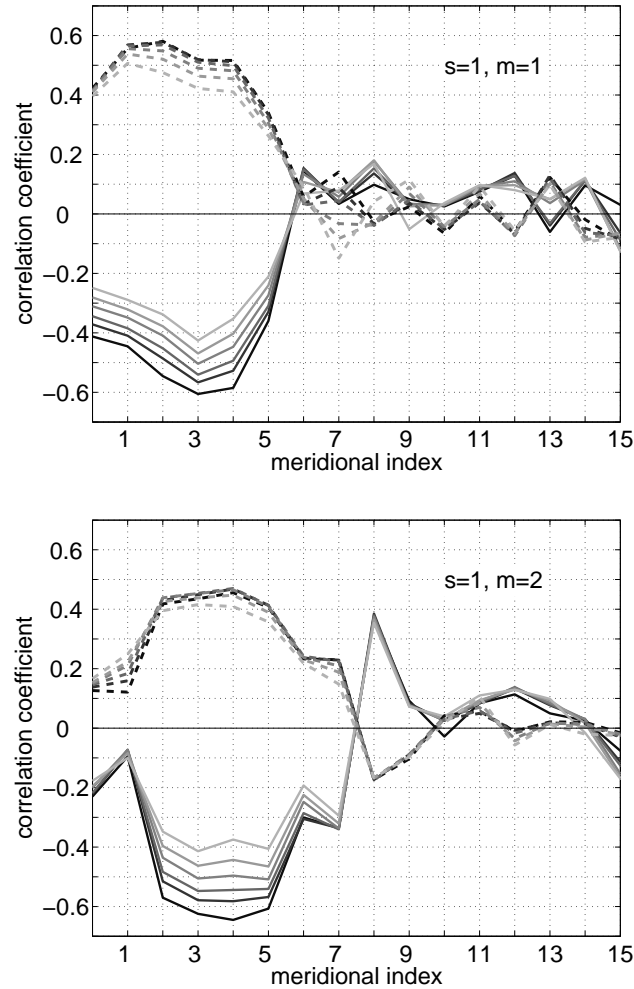 0.6
s=1, m=1
0.4
0.2
0
-0.2
-0.4
-0.6
correlation coefficient
1 3 5 7 9 11 13 15
meridional index
0.6
s=1, m=2
0.4
0.2
0
-0.2
-0.4
-0.6
correlation coefficient
1 3 5 7 9 11 13 15
meridional index